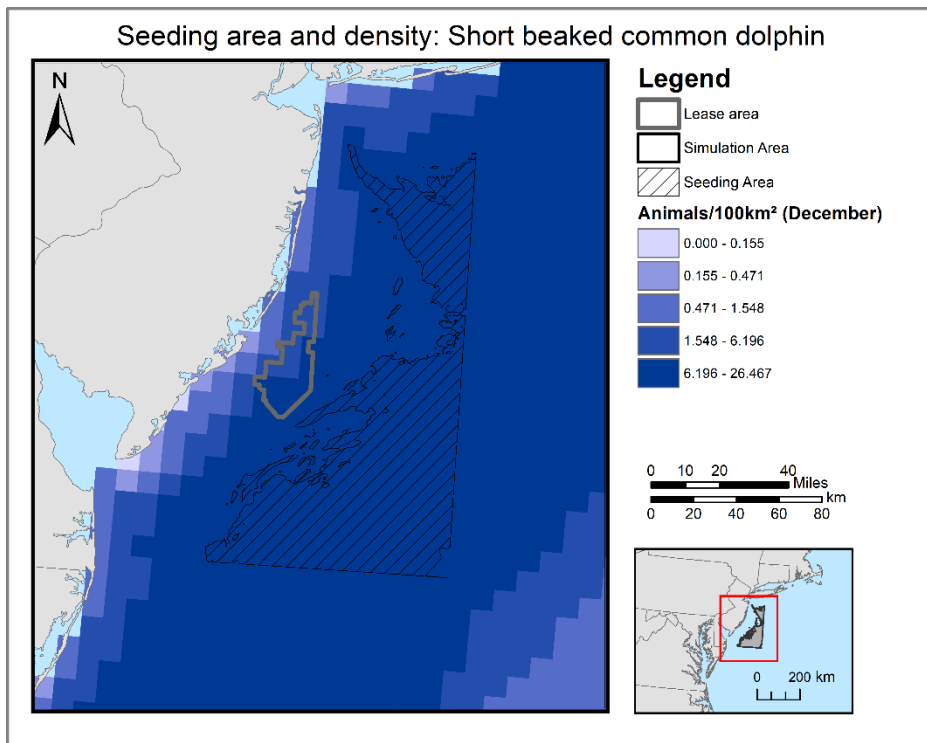 Seeding area and density: Short beaked common dolphin
N
Legend
Lease area
Simulation Area
Seeding Area
Animals/100km² (December)
0.000 - 0.155
0.155 - 0.471
0.471 - 1.548
1.548 - 6.196
6.196 - 26.467
0 10 20 40
Miles
km
0 20 40 60 80
0 200 km